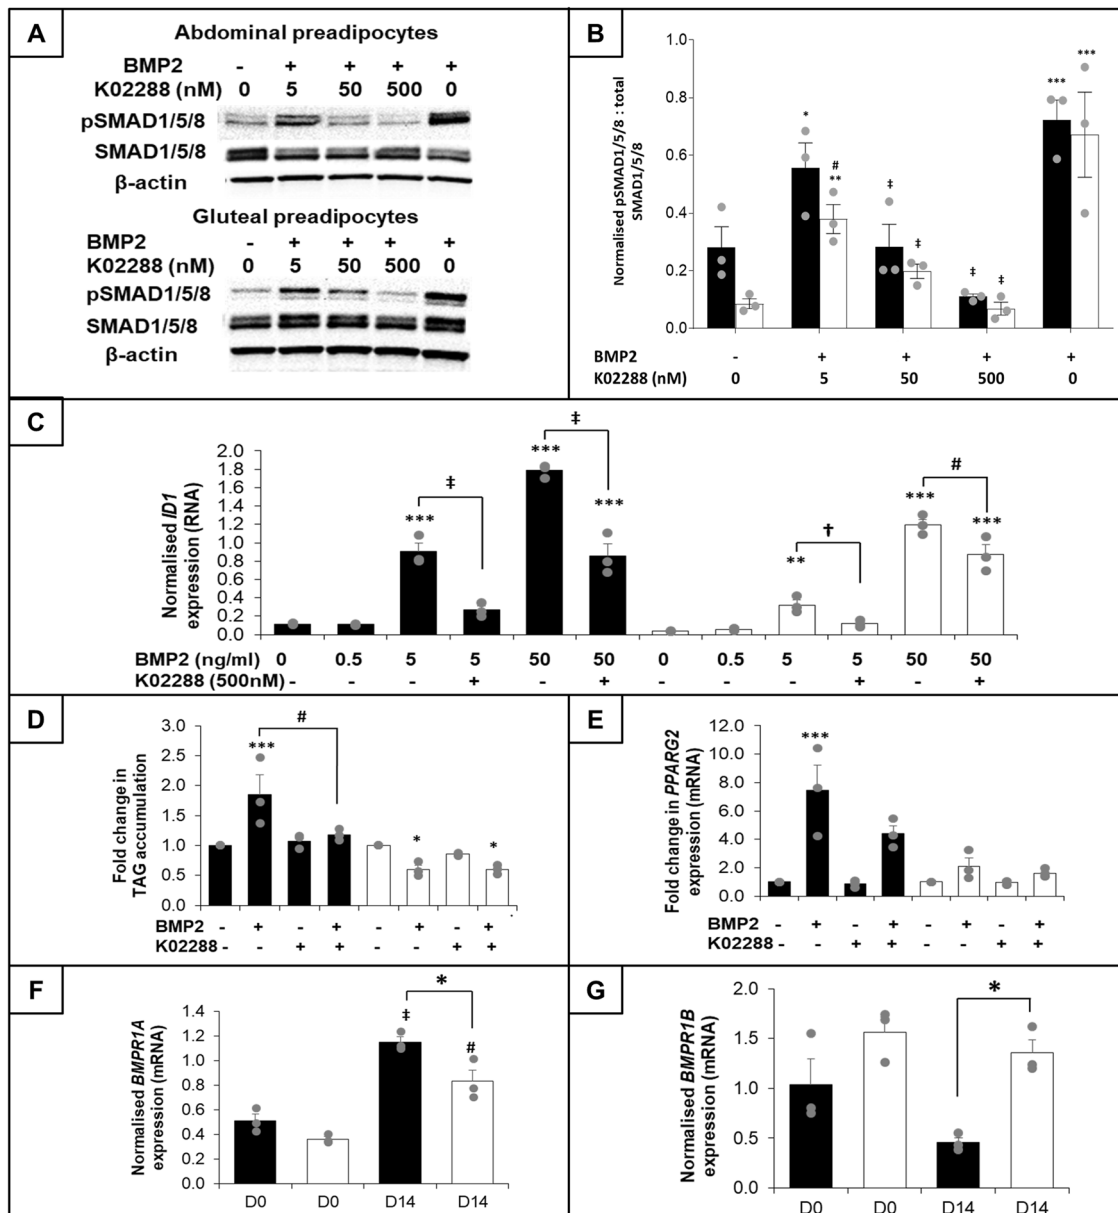 A
Abdominal preadipocytes
BMP2 - + + + +
K02288 (nM) 0 5 50 500 0
pSMAD1/5/8
SMAD1/5/8
β-actin
Gluteal preadipocytes
BMP2 - + + + +
K02288 (nM) 0 5 50 500 0
pSMAD1/5/8
SMAD1/5/8
β-actin
B
Normalised pSMAD1/5/8 : total
SMAD1/5/8
1.0
0.8
0.6
0.4
0.2
0.0
* # ** ‡ ‡ ‡ ‡ *** ***
BMP2 - + + + +
K02288 (nM) 0 5 50 500 0
C
Normalised ID1
expression (RNA)
2.0
1.8
1.6
1.4
1.2
1.0
0.8
0.6
0.4
0.2
0.0
*** ‡ *** ‡ *** ** † *** # ***
BMP2 (ng/ml) 0 0.5 5 5 50 50 0 0.5 5 5 50 50
K02288 (500nM) - - - + - + - - - + - +
D
Fold change in
TAG accumulation
3.0
2.5
2.0
1.5
1.0
0.5
0.0
*** # * *
BMP2 - + - + - + - +
K02288 - - + + - - + +
E
Fold change in PPARG2
expression (mRNA)
12.0
10.0
8.0
6.0
4.0
2.0
0.0
***
BMP2 - + - + - + - +
K02288 - - + + - - + +
F
Normalised BMPR1A
expression (mRNA)
1.4
1.2
1.0
0.8
0.6
0.4
0.2
0.0
‡ * #
D0 D0 D14 D14
G
Normalised BMPR1B
expression (mRNA)
2.0
1.5
1.0
0.5
0.0
*
D0 D0 D14 D14